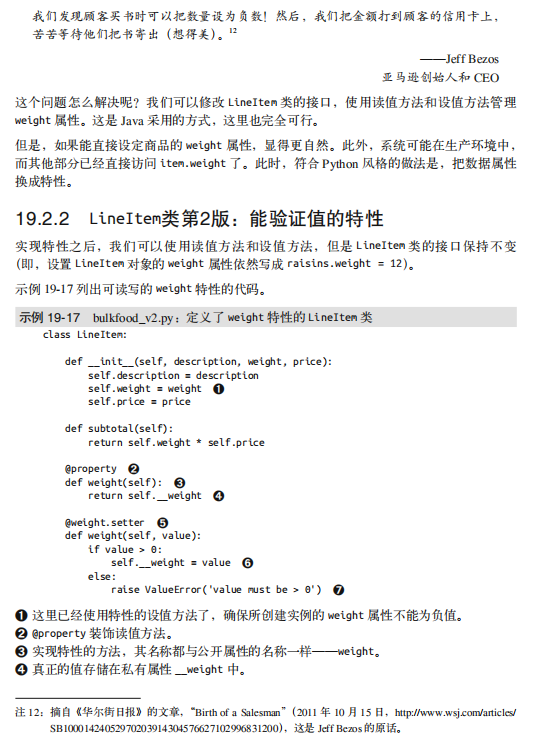 我们发现顾客买书时可以把数量设为负数！然后，我们把金额打到顾客的信用卡上，
苦苦等待他们把书寄出（想得美）。12
——Jeff Bezos
亚马逊创始人和 CEO
这个问题怎么解决呢？我们可以修改 LineItem 类的接口，使用读值方法和设值方法管理
weight 属性。这是 Java 采用的方式，这里也完全可行。
但是，如果能直接设定商品的 weight 属性，显得更自然。此外，系统可能在生产环境中，
而其他部分已经直接访问 item.weight 了。此时，符合 Python 风格的做法是，把数据属性
换成特性。
19.2.2 LineItem类第2版：能验证值的特性
实现特性之后，我们可以使用读值方法和设值方法，但是 LineItem 类的接口保持不变
（即，设置 LineItem 对象的 weight 属性依然写成 raisins.weight = 12）。
示例 19-17 列出可读写的 weight 特性的代码。
示例 19-17 bulkfood_v2.py：定义了 weight 特性的 LineItem 类
class LineItem:
def __init__(self, description, weight, price):
self.description = description
self.weight = weight ❶
self.price = price
def subtotal(self):
return self.weight * self.price
@property ❷
def weight(self): ❸
return self.__weight ❹
@weight.setter ❺
def weight(self, value):
if value > 0:
self.__weight = value ❻
else:
raise ValueError('value must be > 0') ❼
❶ 这里已经使用特性的设值方法了，确保所创建实例的 weight 属性不能为负值。
❷ @property 装饰读值方法。
❸ 实现特性的方法，其名称都与公开属性的名称一样——weight。
❹ 真正的值存储在私有属性 __weight 中。
注 12：摘自《华尔街日报》的文章，“Birth of a Salesman”（2011 年 10 月 15 日，http://www.wsj.com/articles/
SB10001424052970203914304576627102996831200），这是 Jeff Bezos 的原话。